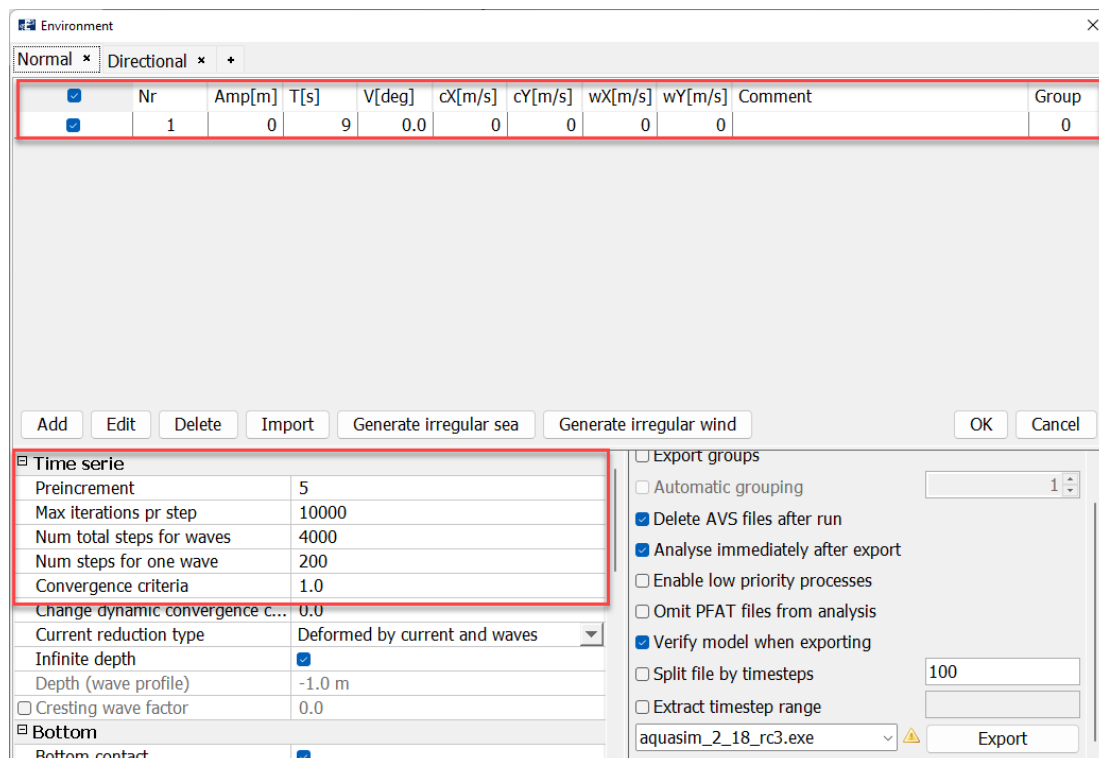 Environment
Normal × Directional × +
Nr Amp[m] T[s] V[deg] cX[m/s] cY[m/s] wX[m/s] wY[m/s] Comment Group
1 0 9 0.0 0 0 0 0 0
Add Edit Delete Import Generate irregular sea Generate irregular wind OK Cancel
Time serie
Preincrement 5
Max iterations pr step 10000
Num total steps for waves 4000
Num steps for one wave 200
Convergence criteria 1.0
Change dynamic convergence c... 0.0
Current reduction type Deformed by current and waves
Infinite depth
Depth (wave profile) -1.0 m
Cresting wave factor 0.0
Bottom
Bottom contact
Export groups
Automatic grouping 1
Delete AVS files after run
Analyse immediately after export
Enable low priority processes
Omit PFAT files from analysis
Verify model when exporting
Split file by timesteps 100
Extract timestep range
aquasim_2_18_rc3.exe Export